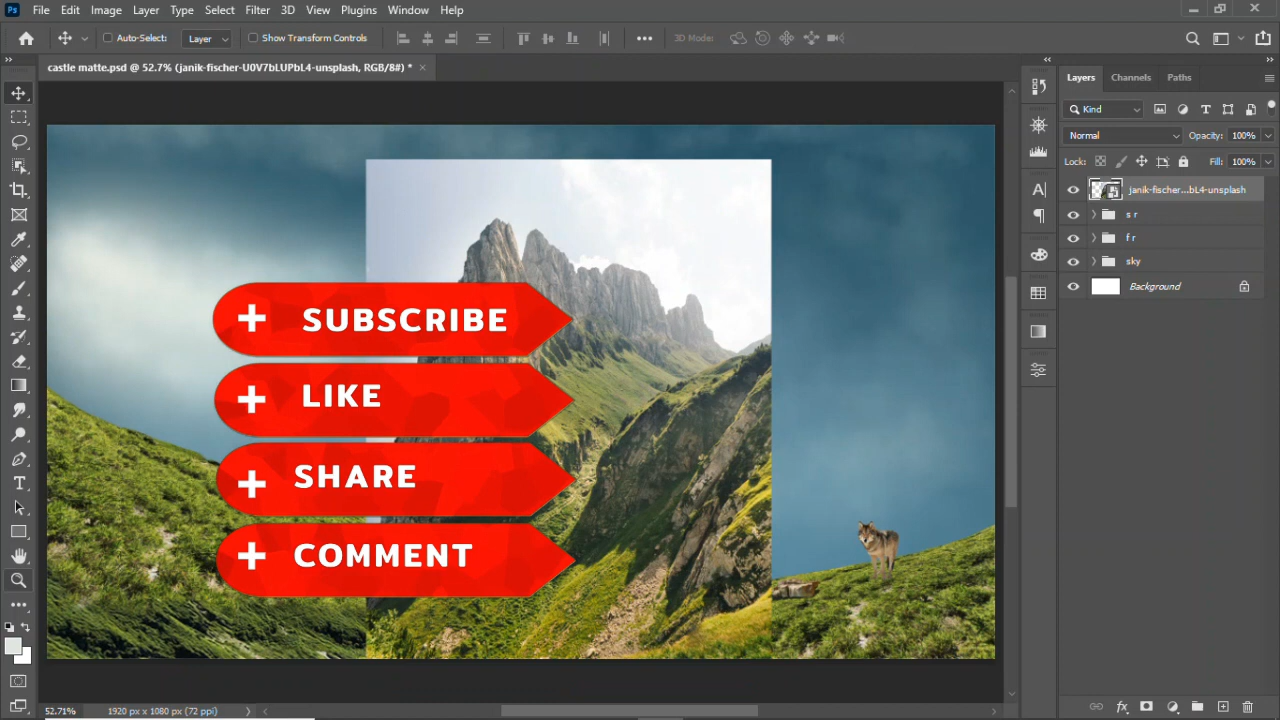 Ps File Edit Image Layer Type Select Filter 3D View Plugins Window Help
Auto-Select: Layer Show Transform Controls 3D Mode:
castle matte.psd @ 52.7% (janik-fischer-U0V7bLUPbL4-unsplash, RGB/8#) *
Layers Channels Paths
Kind
Normal Opacity: 100%
Lock: Fill: 100%
janik-fischer...bL4-unsplash
s r
f r
sky
Background
SUBSCRIBE
LIKE
SHARE
COMMENT
52.71% 1920 px x 1080 px (72 ppi)